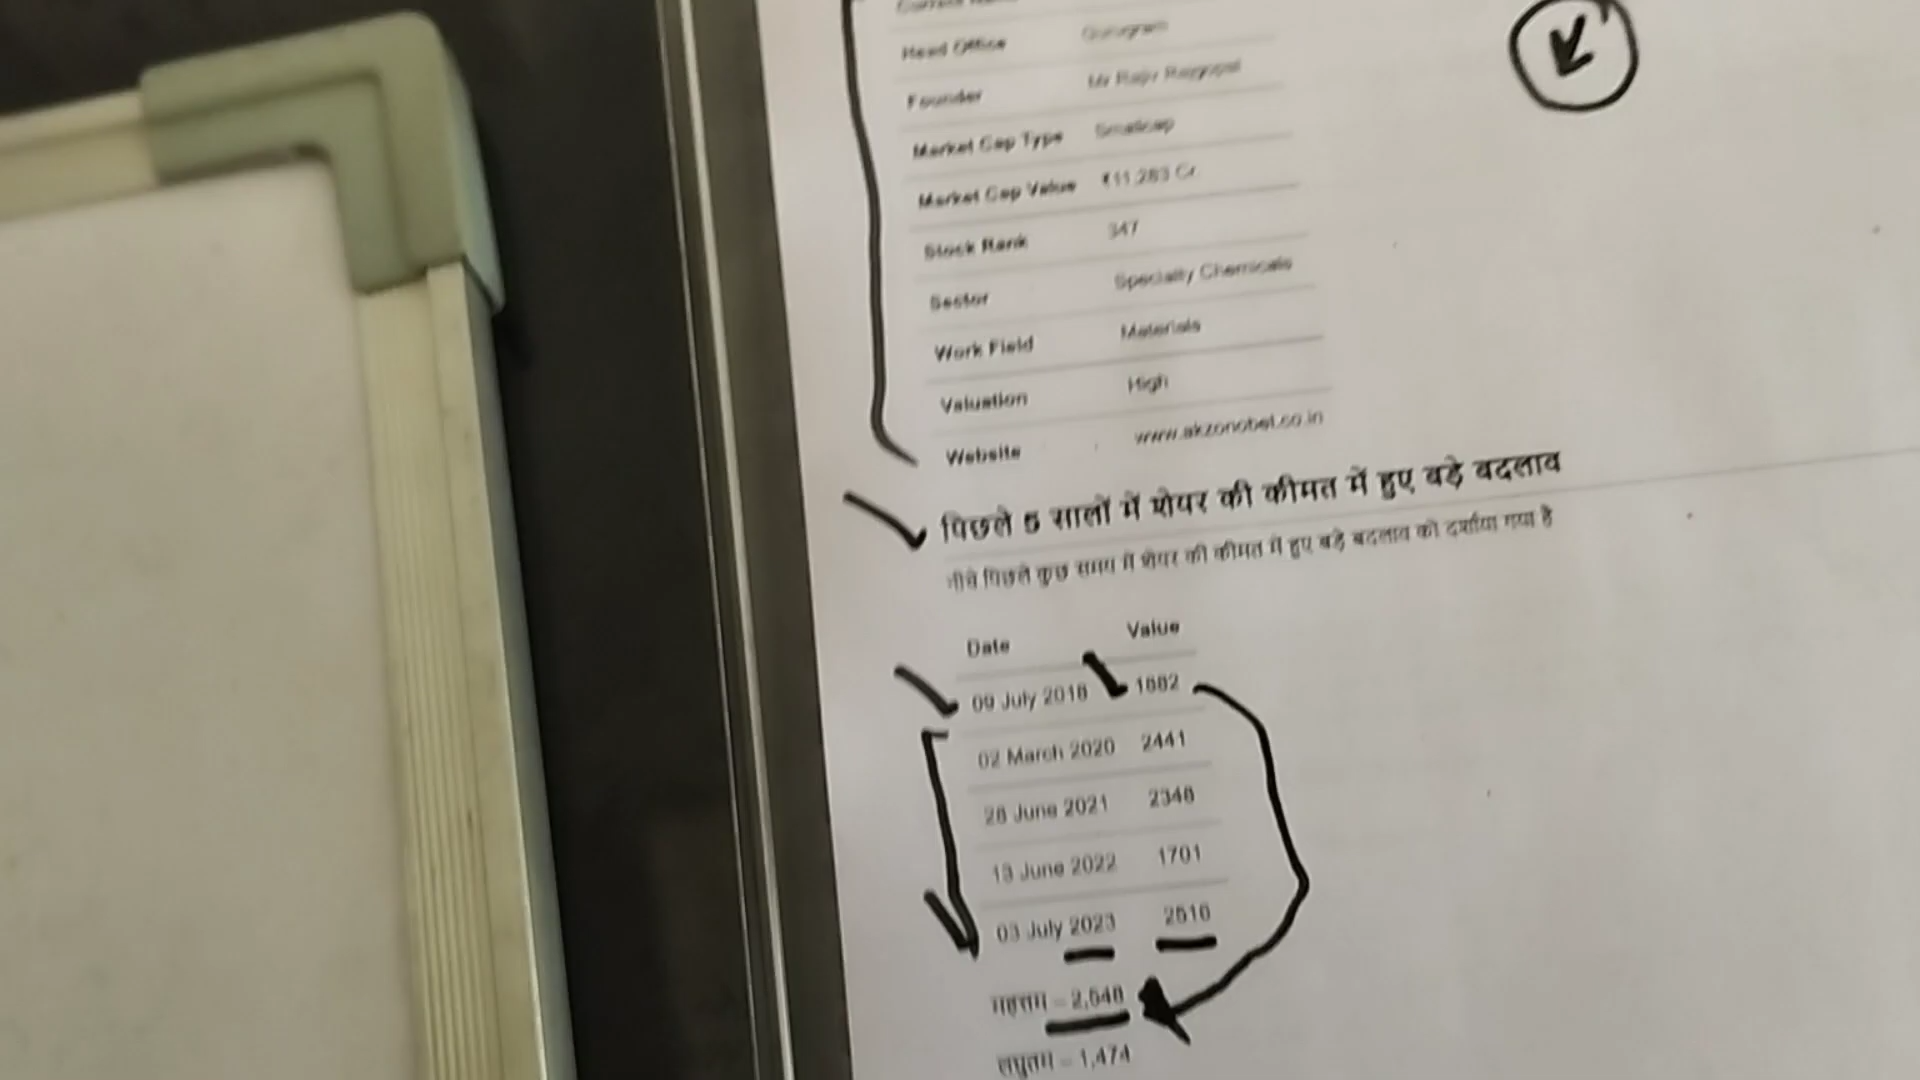 Head Office Gurugram
Founder Mr Rajiv Rajgopal
Market Cap Type Smallcap
Market Cap Value ₹11,283 Cr.
Stock Rank 347
Sector Specialty Chemicals
Work Field Materials
Valuation High
Website www.akzonobel.co.in
पिछले 5 सालों में शेयर की कीमत में हुए बड़े बदलाव
नीचे पिछले कुछ समय में शेयर की कीमत में हुए बड़े बदलाव को दर्शाया गया है
Date Value
09 July 2018 1882
02 March 2020 2441
28 June 2021 2348
13 June 2022 1701
03 July 2023
महत्तम –
लघुतम – 1,474